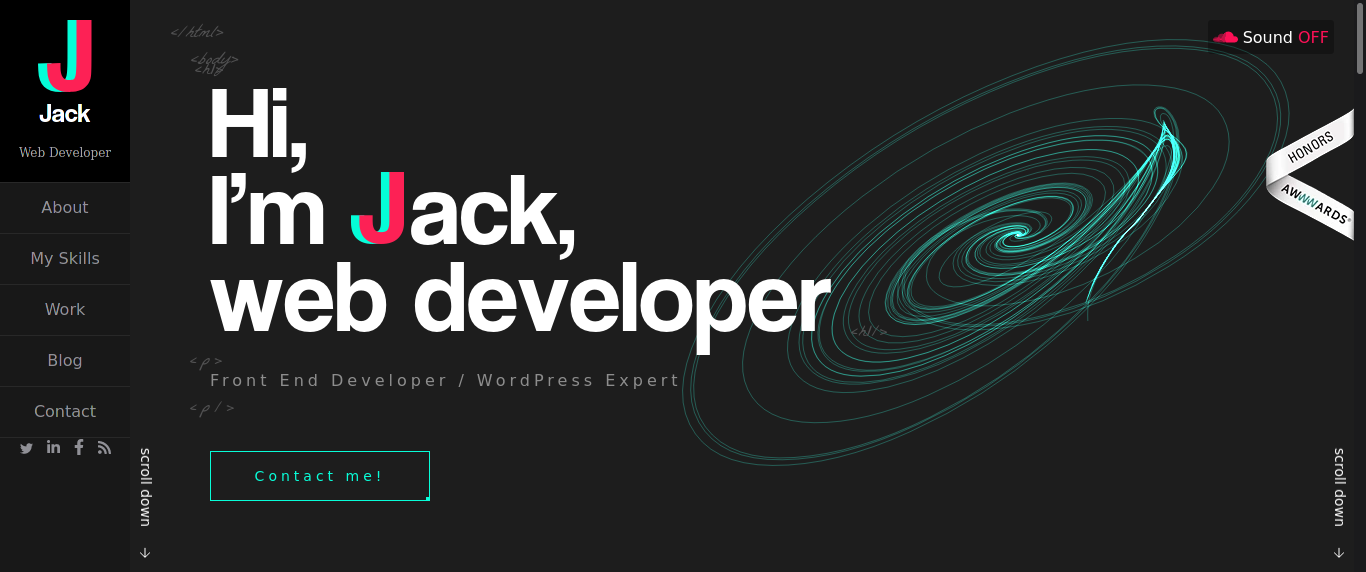 J
Jack
Web Developer
About
My Skills
Work
Blog
Contact
scroll down
</html>
<body>
<h1>
Hi,
I’m Jack,
web developer
<h1/>
<p>
Front End Developer / WordPress Expert
<p/>
Contact me!
Sound OFF
HONORS
AWWWARDS®
scroll down